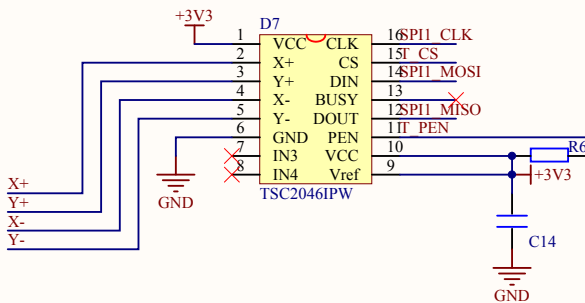 +3V3
D7
1 VCC CLK 16 SPI1_CLK
2 X+ CS 15 T_CS
3 Y+ DIN 14 SPI1_MOSI
4 X- BUSY 13
5 Y- DOUT 12 SPI1_MISO
6 GND PEN 11 T_PEN
7 IN3 VCC 10 R6
8 IN4 Vref 9 +3V3
TSC2046IPW
X+
Y+
X-
Y-
GND
C14
GND